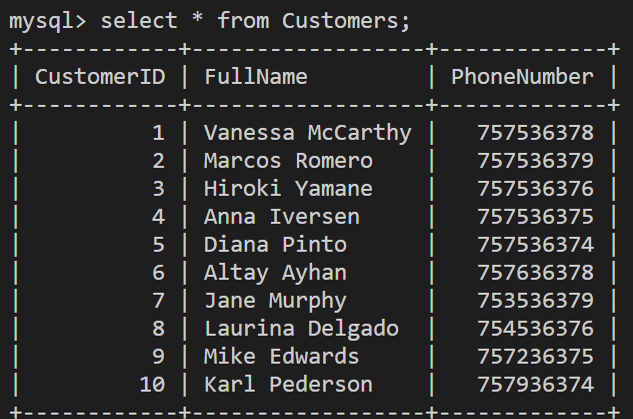 mysql> select * from Customers;
+------------+------------------+-------------+
| CustomerID | FullName         | PhoneNumber |
+------------+------------------+-------------+
|          1 | Vanessa McCarthy |   757536378 |
|          2 | Marcos Romero    |   757536379 |
|          3 | Hiroki Yamane    |   757536376 |
|          4 | Anna Iversen     |   757536375 |
|          5 | Diana Pinto      |   757536374 |
|          6 | Altay Ayhan      |   757636378 |
|          7 | Jane Murphy      |   753536379 |
|          8 | Laurina Delgado  |   754536376 |
|          9 | Mike Edwards     |   757236375 |
|         10 | Karl Pederson    |   757936374 |
+------------+------------------+-------------+